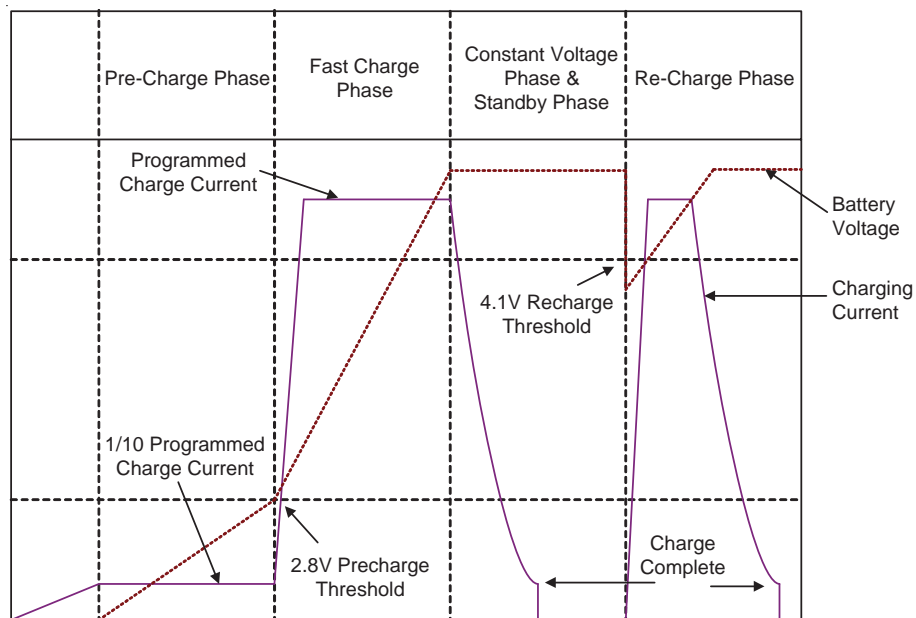 Pre-Charge Phase
Fast Charge
Phase
Constant Voltage
Phase &
Standby Phase
Re-Charge Phase
Programmed
Charge Current
Battery
Voltage
4.1V Recharge
Threshold
Charging
Current
1/10 Programmed
Charge Current
2.8V Precharge
Threshold
Charge
Complete